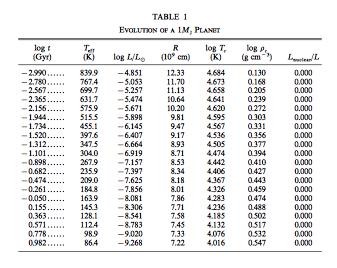 TABLE 1
EVOLUTION OF A 1M_J PLANET
log t (Gyr) T_eff (K) log L/L_⊙ R (10⁹ cm) log T_c (K) log ρ_c (g cm⁻³) L_nuclear/L
−2.990...... 839.9 −4.851 12.33 4.684 0.130 0.000
−2.780...... 767.4 −5.053 11.70 4.673 0.168 0.000
−2.567...... 699.7 −5.257 11.13 4.658 0.205 0.000
−2.365...... 631.7 −5.474 10.64 4.641 0.239 0.000
−2.156...... 575.9 −5.671 10.20 4.620 0.272 0.000
−1.944...... 515.5 −5.898 9.81 4.595 0.303 0.000
−1.734...... 455.1 −6.145 9.47 4.567 0.331 0.000
−1.520...... 397.6 −6.407 9.17 4.536 0.356 0.000
−1.312...... 347.5 −6.664 8.93 4.505 0.377 0.000
−1.101...... 304.0 −6.919 8.71 4.474 0.394 0.000
−0.898...... 267.9 −7.157 8.53 4.442 0.410 0.000
−0.682...... 235.9 −7.397 8.34 4.406 0.427 0.000
−0.474...... 209.0 −7.625 8.18 4.367 0.443 0.000
−0.261...... 184.8 −7.856 8.01 4.326 0.459 0.000
−0.050...... 163.9 −8.081 7.86 4.283 0.474 0.000
0.155...... 145.3 −8.306 7.71 4.236 0.488 0.000
0.363...... 128.1 −8.541 7.58 4.185 0.502 0.000
0.571...... 112.4 −8.783 7.45 4.132 0.517 0.000
0.778...... 98.9 −9.020 7.33 4.076 0.532 0.000
0.982...... 86.4 −9.268 7.22 4.016 0.547 0.000